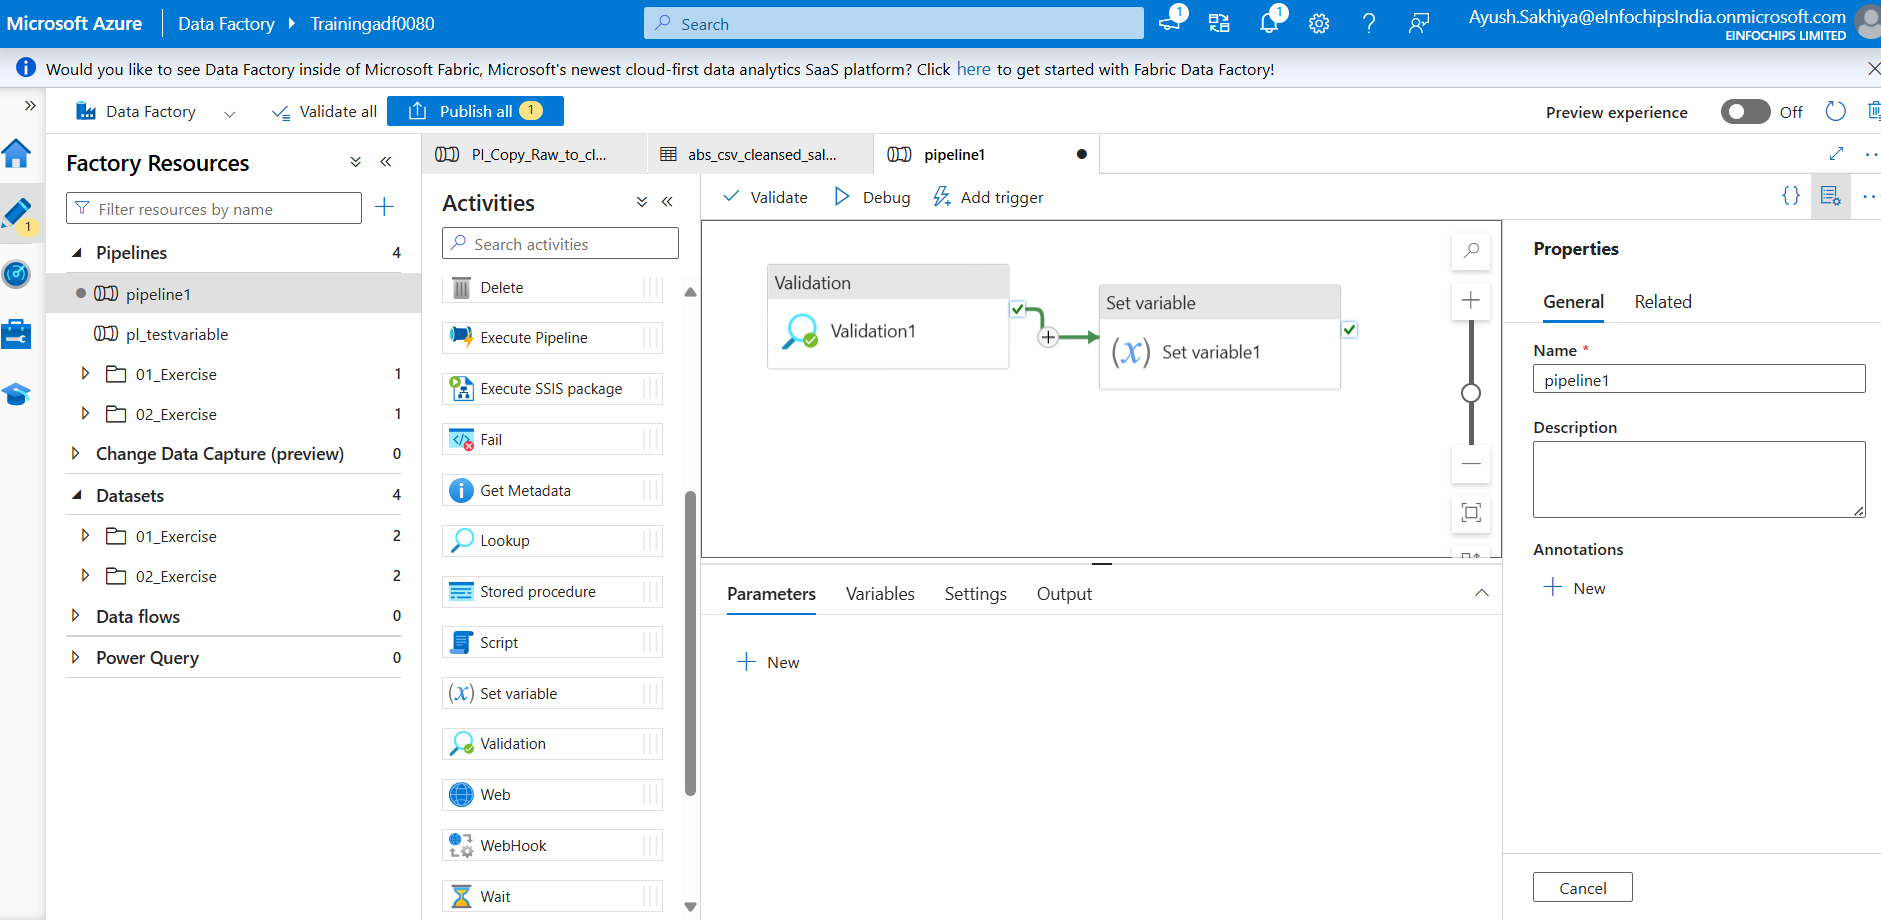 Microsoft Azure
Data Factory
Trainingadf0080
Search
1
1
Ayush.Sakhiya@eInfochipsIndia.onmicrosoft.com
EINFOCHIPS LIMITED
Would you like to see Data Factory inside of Microsoft Fabric, Microsoft's newest cloud-first data analytics SaaS platform? Click here to get started with Fabric Data Factory!
Data Factory
Validate all
Publish all 1
Preview experience
Off
1
Factory Resources
Filter resources by name
Pipelines 4
pipeline1
pl_testvariable
01_Exercise 1
02_Exercise 1
Change Data Capture (preview) 0
Datasets 4
01_Exercise 2
02_Exercise 2
Data flows 0
Power Query 0
Pl_Copy_Raw_to_cl...
abs_csv_cleansed_sal...
pipeline1
Activities
Search activities
Delete
Execute Pipeline
Execute SSIS package
Fail
Get Metadata
Lookup
Stored procedure
Script
(x) Set variable
Validation
Web
WebHook
Wait
Validate
Debug
Add trigger
{}
Validation
Validation1
Set variable
(x) Set variable1
Parameters
Variables
Settings
Output
New
Properties
General
Related
Name *
pipeline1
Description
Annotations
New
Cancel